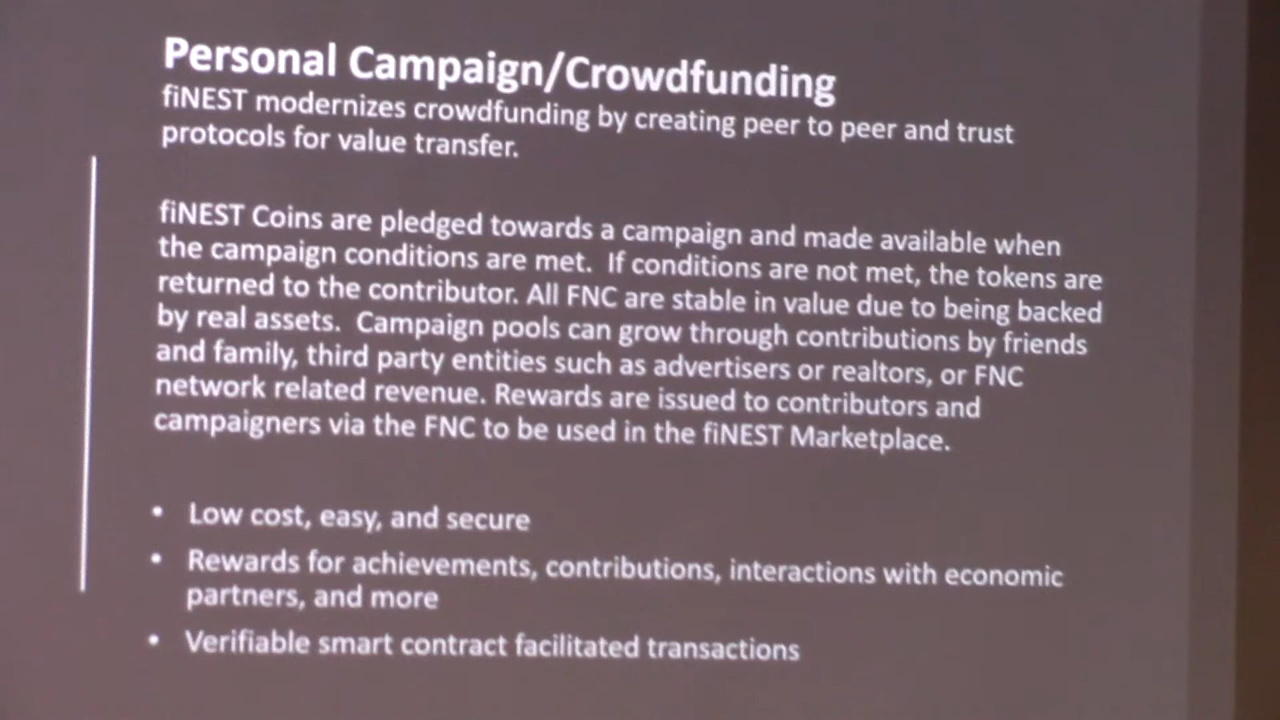 Personal Campaign/Crowdfunding
fiNEST modernizes crowdfunding by creating peer to peer and trust
protocols for value transfer.
fiNEST Coins are pledged towards a campaign and made available when
the campaign conditions are met.  If conditions are not met, the tokens are
returned to the contributor. All FNC are stable in value due to being backed
by real assets.  Campaign pools can grow through contributions by friends
and family, third party entities such as advertisers or realtors, or FNC
network related revenue. Rewards are issued to contributors and
campaigners via the FNC to be used in the fiNEST Marketplace.
• Low cost, easy, and secure
• Rewards for achievements, contributions, interactions with economic
partners, and more
• Verifiable smart contract facilitated transactions